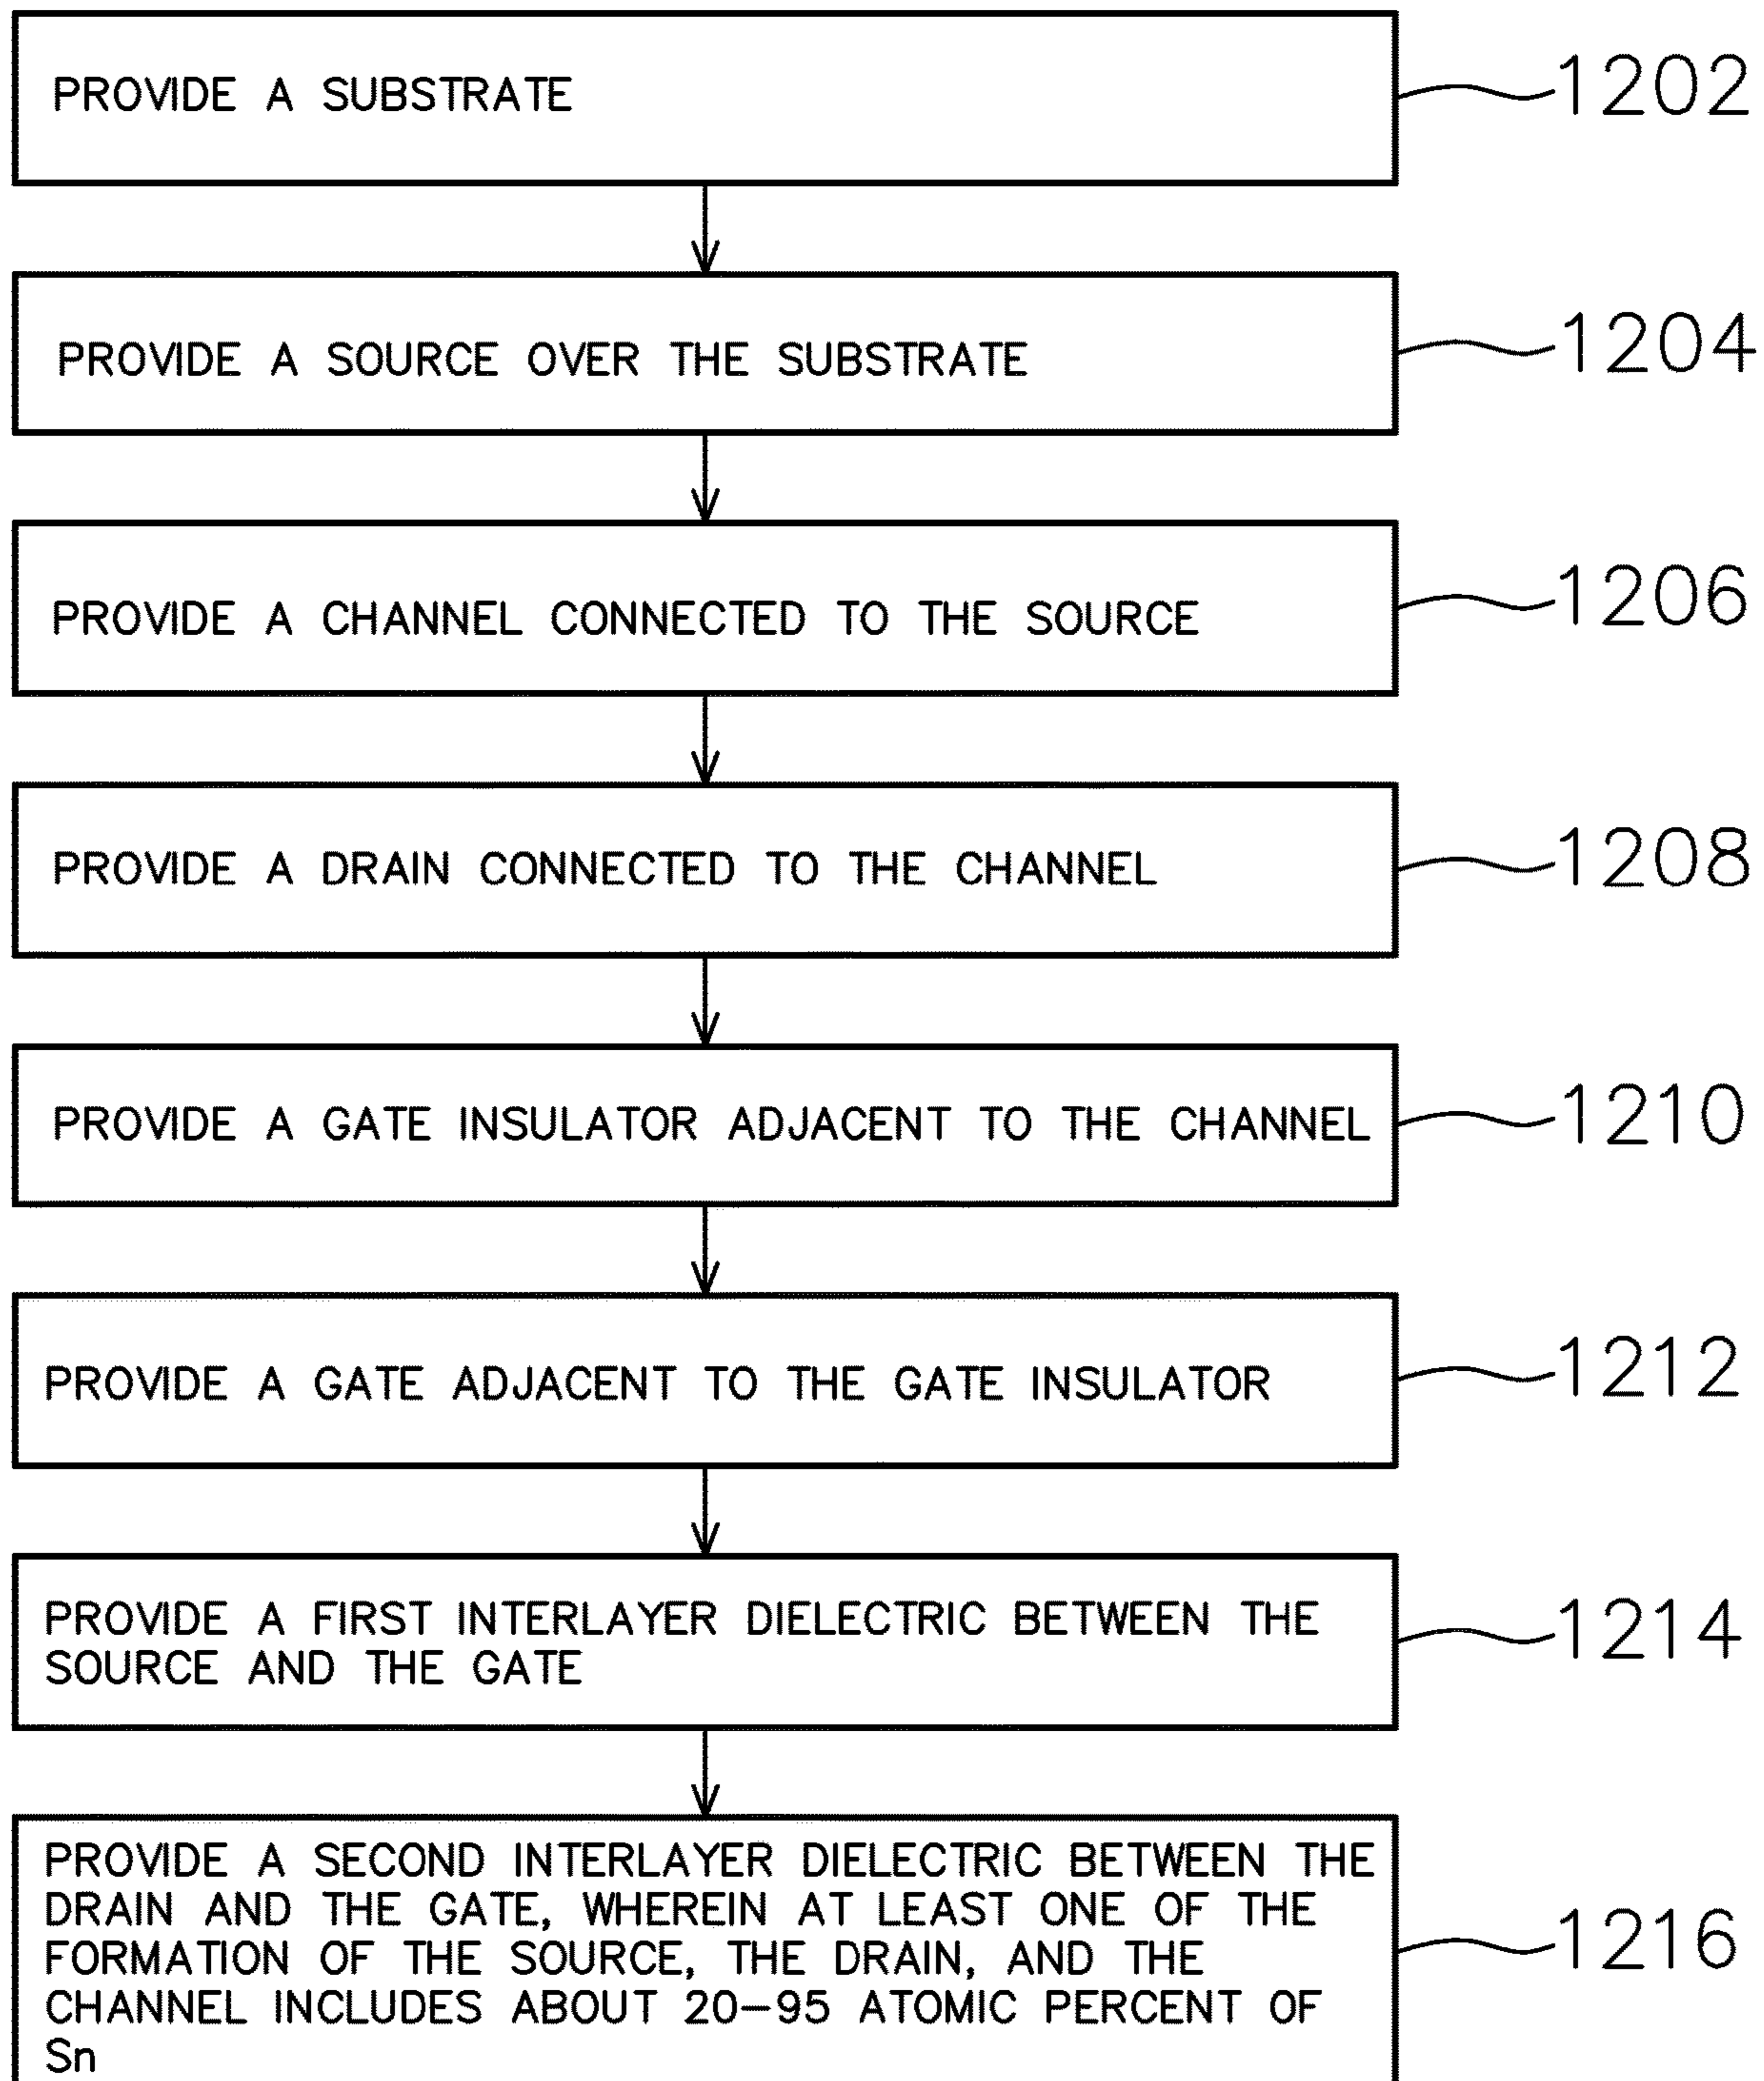 PROVIDE A SUBSTRATE
1202
PROVIDE A SOURCE OVER THE SUBSTRATE
1204
PROVIDE A CHANNEL CONNECTED TO THE SOURCE
1206
PROVIDE A DRAIN CONNECTED TO THE CHANNEL
1208
PROVIDE A GATE INSULATOR ADJACENT TO THE CHANNEL
1210
PROVIDE A GATE ADJACENT TO THE GATE INSULATOR
1212
PROVIDE A FIRST INTERLAYER DIELECTRIC BETWEEN THE
SOURCE AND THE GATE
1214
PROVIDE A SECOND INTERLAYER DIELECTRIC BETWEEN THE
DRAIN AND THE GATE, WHEREIN AT LEAST ONE OF THE
FORMATION OF THE SOURCE, THE DRAIN, AND THE
CHANNEL INCLUDES ABOUT 20-95 ATOMIC PERCENT OF
Sn
1216